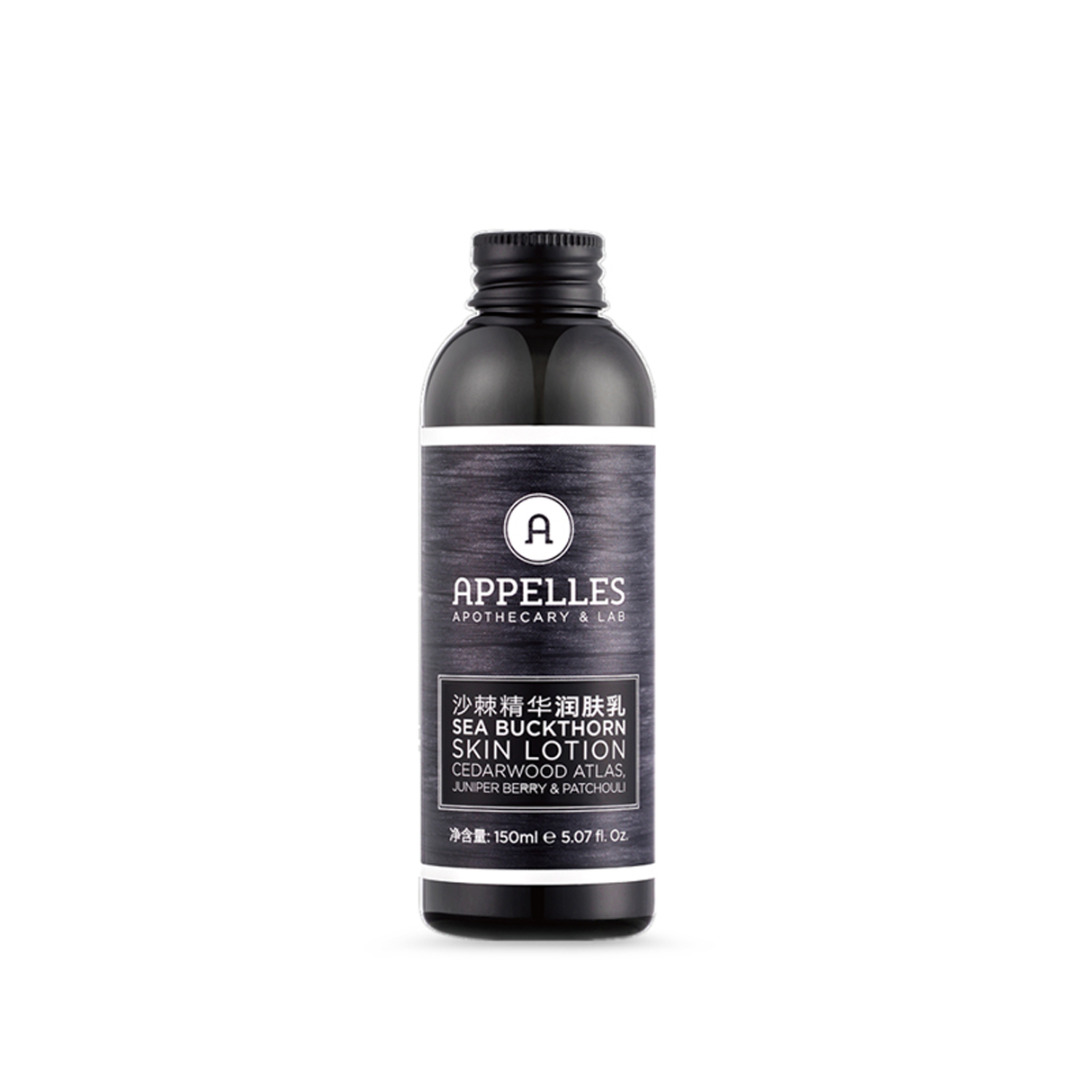 A
APPELLES
APOTHECARY & LAB
沙棘精华润肤乳
SEA BUCKTHORN
SKIN LOTION
CEDARWOOD ATLAS,
JUNIPER BERRY & PATCHOULI
净含量: 150ml ℮ 5.07 fl. Oz.